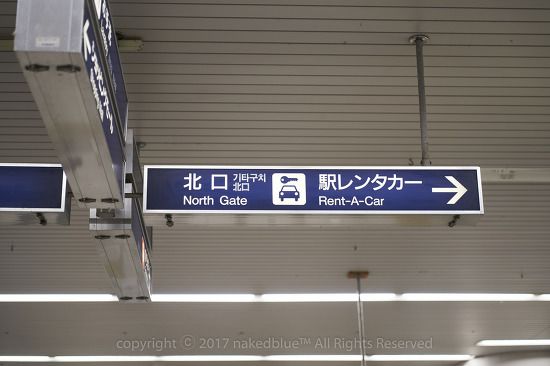 北口 기타구치 北口 駅レンタカー →
North Gate Rent-A-Car
copyright © 2017 nakedblue™ All Rights Reserved